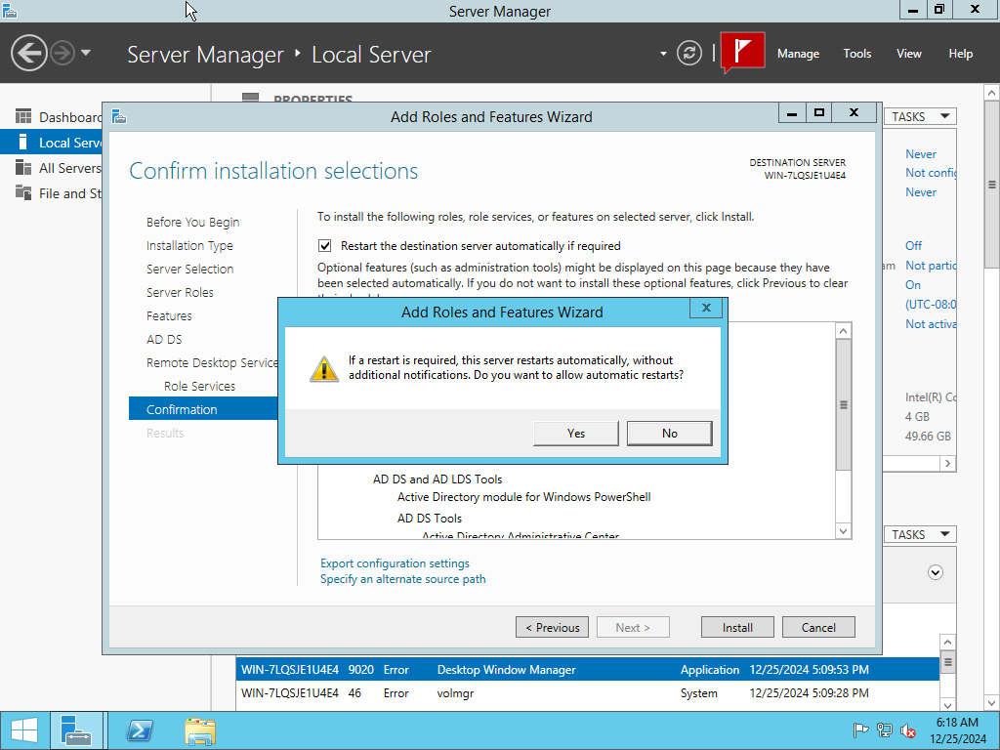 Server Manager
Server Manager • Local Server
Manage Tools View Help
PROPERTIES
Dashboard
Local Serve
All Servers
File and St
TASKS
Never
Not config
Never
Off
am Not partic
On
(UTC-08:0
Not activa
Intel(R) Co
4 GB
49.66 GB
Add Roles and Features Wizard
Confirm installation selections
DESTINATION SERVER
WIN-7LQSJE1U4E4
Before You Begin
Installation Type
Server Selection
Server Roles
Features
AD DS
Remote Desktop Service
Role Services
Confirmation
Results
To install the following roles, role services, or features on selected server, click Install.
Restart the destination server automatically if required
Optional features (such as administration tools) might be displayed on this page because they have
been selected automatically. If you do not want to install these optional features, click Previous to clear
Add Roles and Features Wizard
If a restart is required, this server restarts automatically, without
additional notifications. Do you want to allow automatic restarts?
Yes No
AD DS and AD LDS Tools
Active Directory module for Windows PowerShell
AD DS Tools
Active Directory Administrative Center
Export configuration settings
Specify an alternate source path
< Previous Next > Install Cancel
TASKS
WIN-7LQSJE1U4E4 9020 Error Desktop Window Manager Application 12/25/2024 5:09:53 PM
WIN-7LQSJE1U4E4 46 Error volmgr System 12/25/2024 5:09:28 PM
6:18 AM
12/25/2024